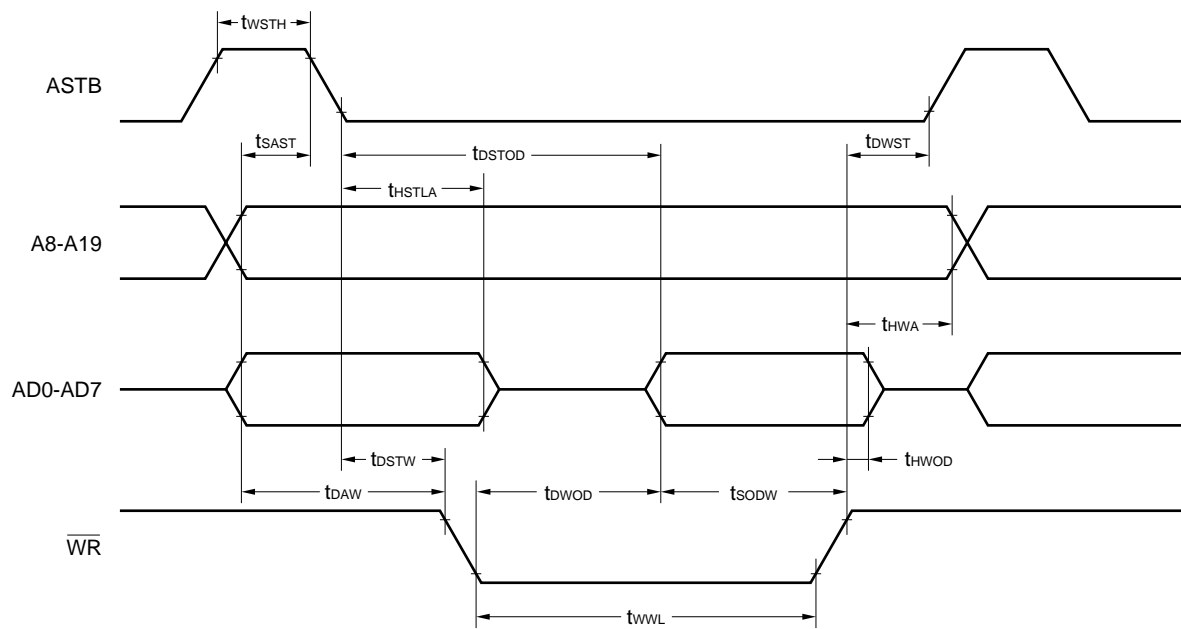 tWSTH
ASTB
tSAST
tDSTOD
tDWST
tHSTLA
A8-A19
tHWA
AD0-AD7
tDSTW
tHWOD
tDAW
tDWOD
tSODW
WR
tWWL